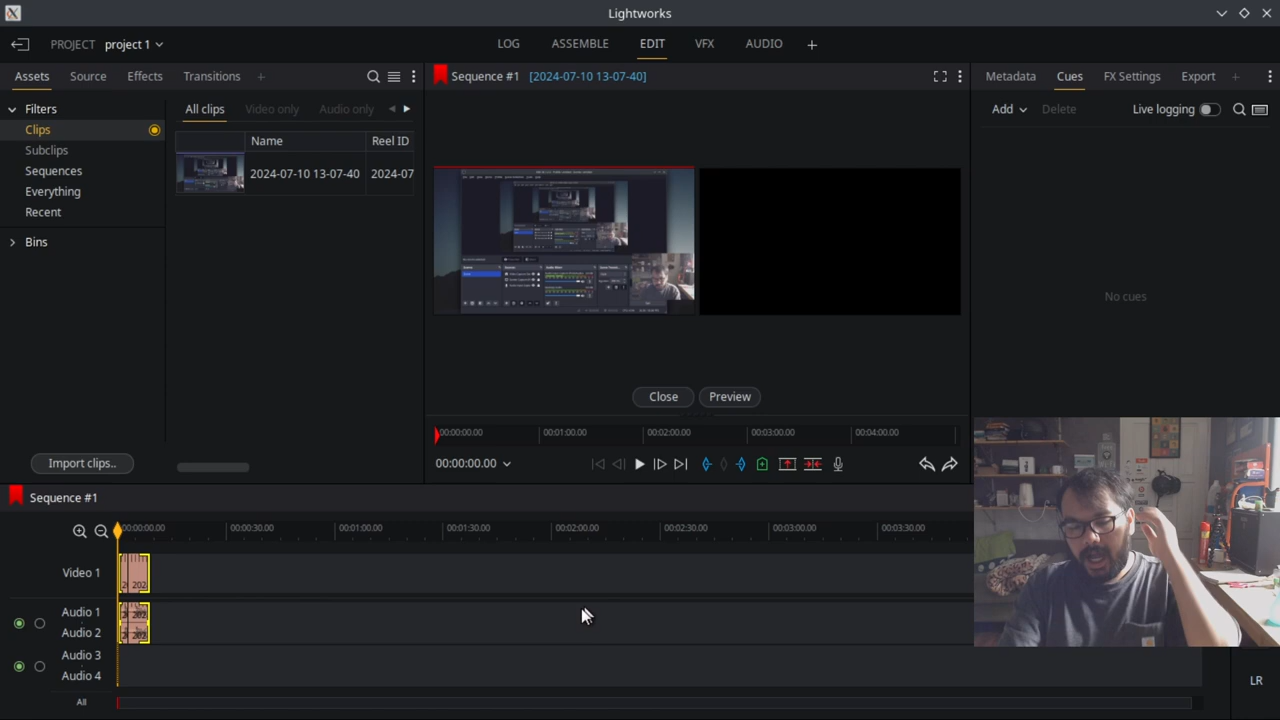 Lightworks
PROJECT project 1 LOG ASSEMBLE EDIT VFX AUDIO +
Assets Source Effects Transitions +
Filters
Clips
Subclips
Sequences
Everything
Recent
Bins
All clips Video only Audio only
Name Reel ID
2024-07-10 13-07-40 2024-07
Import clips..
Sequence #1 [2024-07-10 13-07-40]
Close Preview
00:00:00.00 00:01:00.00 00:02:00.00 00:03:00.00 00:04:00.00
00:00:00.00
Metadata Cues FX Settings Export +
Add Delete Live logging
No cues
Sequence #1
00:00:00.00 00:00:30.00 00:01:00.00 00:01:30.00 00:02:00.00 00:02:30.00 00:03:00.00 00:03:30.00
Video 1 2 202
Audio 1
Audio 2
Audio 3
Audio 4
All
LR